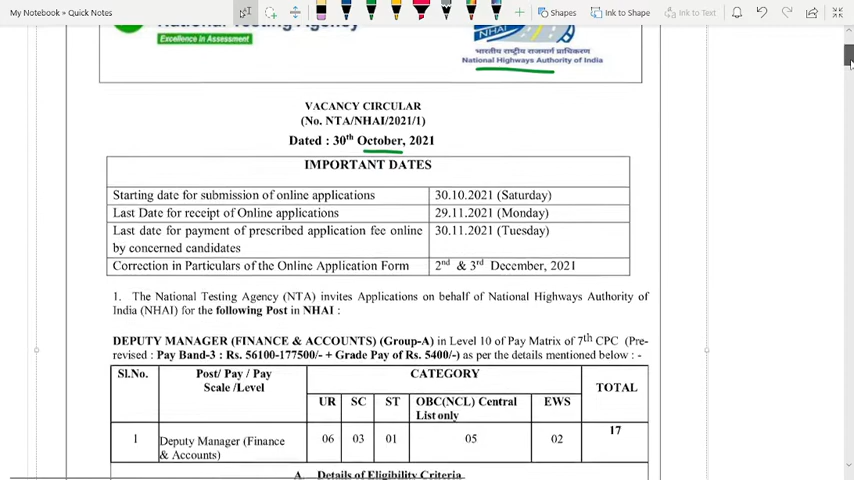 My Notebook » Quick Notes
Shapes
Ink to Shape
Ink to Text
Excellence in Assessment
NHAI
भारतीय राष्ट्रीय राजमार्ग प्राधिकरण
National Highways Authority of India
VACANCY CIRCULAR
(No. NTA/NHAI/2021/1)
Dated : 30th October, 2021
IMPORTANT DATES
Starting date for submission of online applications 30.10.2021 (Saturday)
Last Date for receipt of Online applications 29.11.2021 (Monday)
Last date for payment of prescribed application fee online 30.11.2021 (Tuesday)
by concerned candidates
Correction in Particulars of the Online Application Form 2nd & 3rd December, 2021
1. The National Testing Agency (NTA) invites Applications on behalf of National Highways Authority of
India (NHAI) for the following Post in NHAI :
DEPUTY MANAGER (FINANCE & ACCOUNTS) (Group-A) in Level 10 of Pay Matrix of 7th CPC (Pre-
revised : Pay Band-3 : Rs. 56100-177500/- + Grade Pay of Rs. 5400/-) as per the details mentioned below : -
Sl.No. Post/ Pay / Pay CATEGORY
Scale /Level TOTAL
UR SC ST OBC(NCL) Central EWS
List only
1 Deputy Manager (Finance 06 03 01 05 02 17
& Accounts)
A. Details of Eligibility Criteria